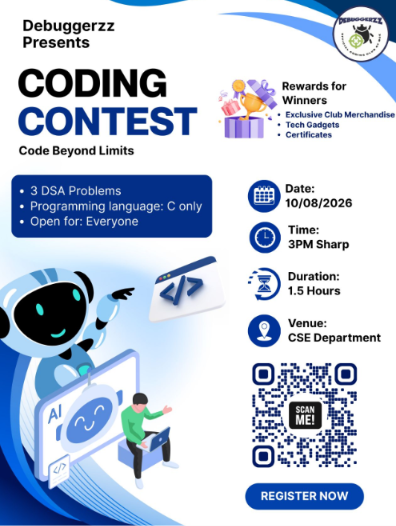 Debuggerzz
Presents
DEBUGGERZZ
CODING
CONTEST
Code Beyond Limits
Rewards for
Winners
• Exclusive Club Merchandise
• Tech Gadgets
• Certificates
• 3 DSA Problems
• Programming language: C only
• Open for: Everyone
Date:
10/08/2026
Time:
3PM Sharp
Duration:
1.5 Hours
Venue:
CSE Department
</>
AI
</>
SCAN
ME!
REGISTER NOW